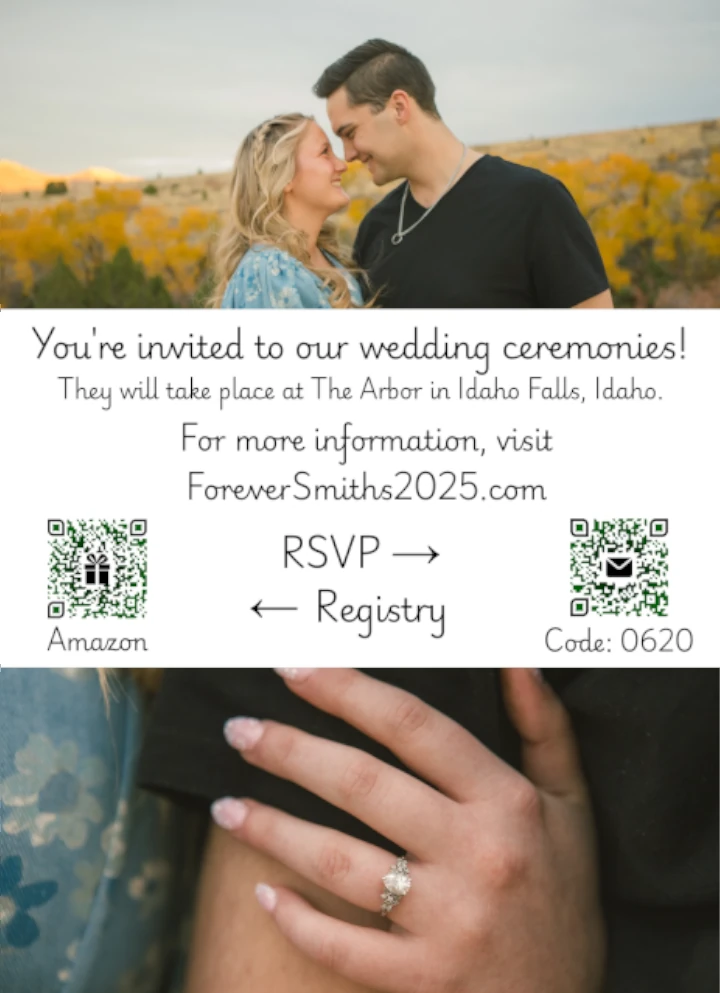 You're invited to our wedding ceremonies!
They will take place at The Arbor in Idaho Falls, Idaho.
For more information, visit
ForeverSmiths2025.com
RSVP →
← Registry
Amazon
Code: 0620